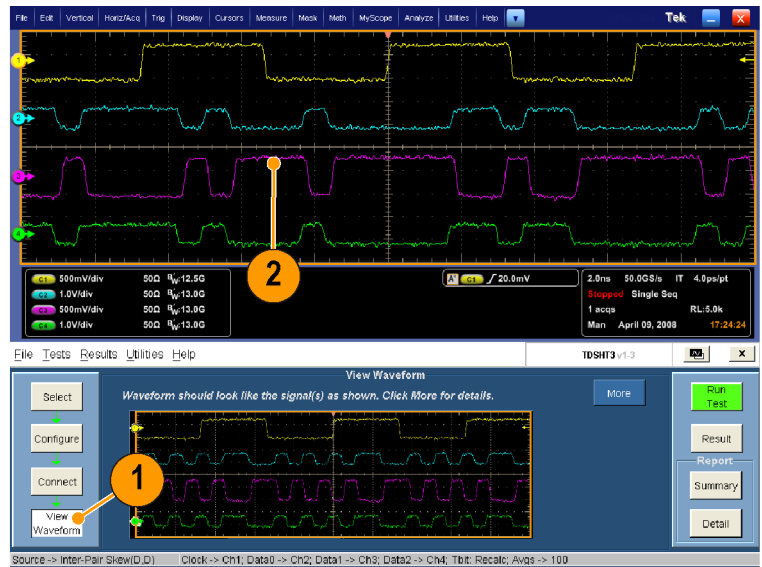 File Edit Vertical Horiz/Acq Trig Display Cursors Measure Mask Math MyScope Analyze Utilities Help Tek
1
2
3
4
2
C1 500mV/div 50Ω BW:12.5G
C2 1.0V/div 50Ω BW:13.0G
C3 500mV/div 50Ω BW:13.0G
C4 1.0V/div 50Ω BW:13.0G
A' C1 20.0mV
2.0ns 50.0GS/s IT 4.0ps/pt
Stopped Single Seq
1 acqs RL:5.0k
Man April 09, 2008 17:24:24
File Tests Results Utilities Help TDSHT3 v1-3 X
View Waveform
Waveform should look like the signal(s) as shown. Click More for details.
More
Select
Configure
Connect
View
Waveform
1
Run
Test
Result
Report
Summary
Detail
Source -> Inter-Pair Skew(D,D) Clock -> Ch1; Data0 -> Ch2; Data1 -> Ch3; Data2 -> Ch4; Tbit: Recalc; Avgs -> 100